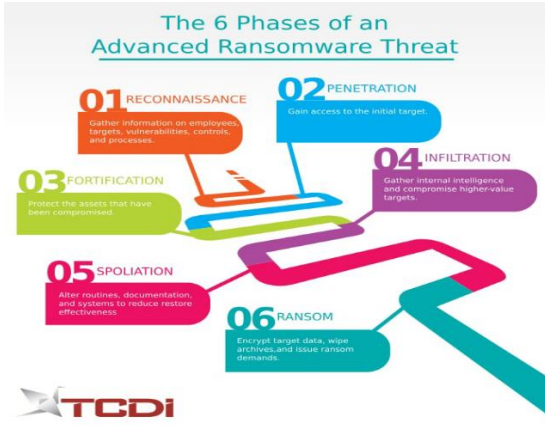 The 6 Phases of an
Advanced Ransomware Threat
01 RECONNAISSANCE
Gather information on employees,
targets, vulnerabilities, controls,
and processes.
02 PENETRATION
Gain access to the initial target.
03 FORTIFICATION
Protect the assets that have
been compromised.
04 INFILTRATION
Gather internal intelligence
and compromise higher-value
targets.
05 SPOLIATION
Alter routines, documentation,
and systems to reduce restore
effectiveness
06 RANSOM
Encrypt target data, wipe
archives,and issue ransom
demands.
TCDi